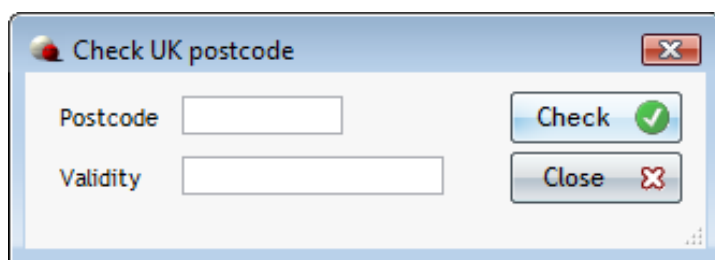 Check UK postcode
Postcode
Check
Validity
Close